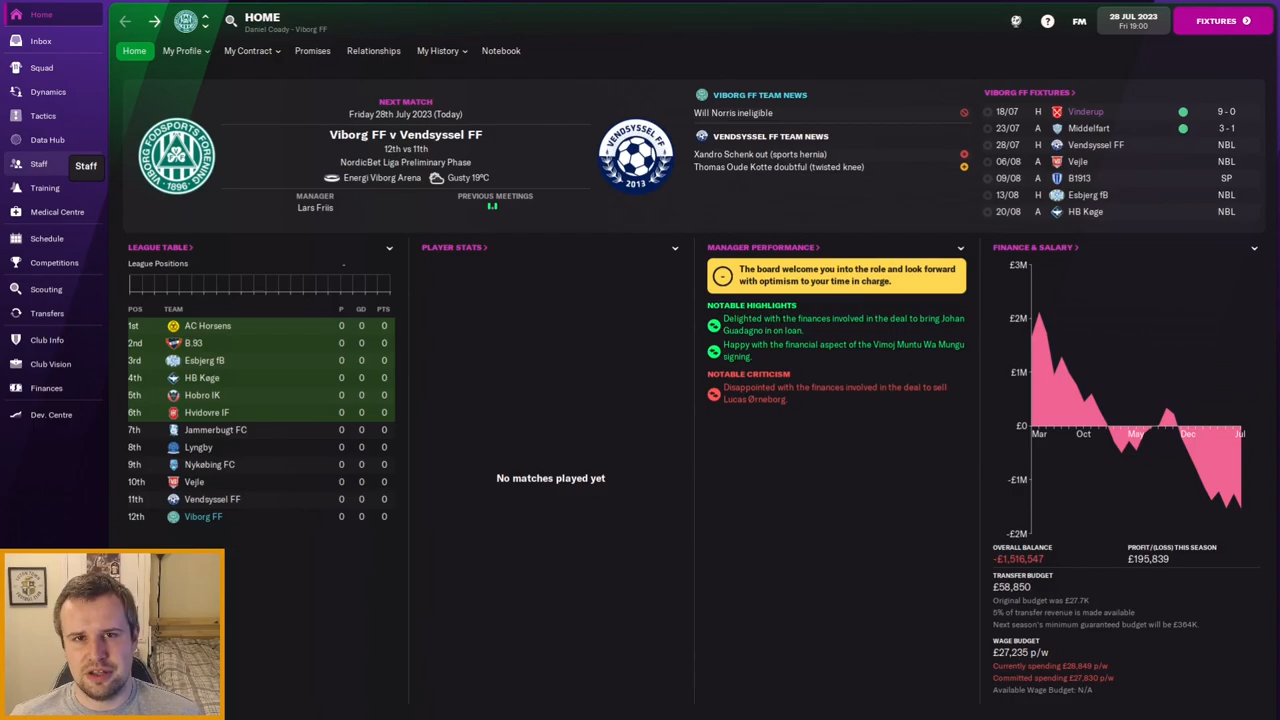 Home
HOME
Daniel Coady - Viborg FF
FM
28 JUL 2023
Fri 19:00
FIXTURES
Inbox
Squad
Dynamics
Tactics
Data Hub
Staff
Staff
Training
Medical Centre
Schedule
Competitions
Scouting
Transfers
Club Info
Club Vision
Finances
Dev. Centre
Home
My Profile
My Contract
Promises
Relationships
My History
Notebook
NEXT MATCH
Friday 28th July 2023 (Today)
Viborg FF v Vendsyssel FF
12th vs 11th
NordicBet Liga Preliminary Phase
Energi Viborg Arena
Gusty 19ºC
MANAGER
Lars Friis
PREVIOUS MEETINGS
VIBORG FODSPORTS FORENING
1896
VENDSYSSEL FF
2013
VIBORG FF TEAM NEWS
Will Norris ineligible
VENDSYSSEL FF TEAM NEWS
Xandro Schenk out (sports hernia)
Thomas Oude Kotte doubtful (twisted knee)
VIBORG FF FIXTURES
18/07 H Vinderup 9 - 0
23/07 A Middelfart 3 - 1
28/07 H Vendsyssel FF NBL
06/08 A Vejle NBL
09/08 A B1913 SP
13/08 H Esbjerg fB NBL
20/08 A HB Køge NBL
LEAGUE TABLE
League Positions -
POS TEAM P GD PTS
1st AC Horsens 0 0 0
2nd B.93 0 0 0
3rd Esbjerg fB 0 0 0
4th HB Køge 0 0 0
5th Hobro IK 0 0 0
6th Hvidovre IF 0 0 0
7th Jammerbugt FC 0 0 0
8th Lyngby 0 0 0
9th Nykøbing FC 0 0 0
10th Vejle 0 0 0
11th Vendsyssel FF 0 0 0
12th Viborg FF 0 0 0
PLAYER STATS
No matches played yet
MANAGER PERFORMANCE
The board welcome you into the role and look forward
with optimism to your time in charge.
NOTABLE HIGHLIGHTS
Delighted with the finances involved in the deal to bring Johan
Guadagno in on loan.
Happy with the financial aspect of the Vimoj Muntu Wa Mungu
signing.
NOTABLE CRITICISM
Disappointed with the finances involved in the deal to sell
Lucas Ørneborg.
FINANCE & SALARY
£3M
£2M
£1M
£0
-£1M
-£2M
Mar Oct May Dec Jul
OVERALL BALANCE
-£1,516,547
PROFIT/(LOSS) THIS SEASON
£195,839
TRANSFER BUDGET
£58,850
Original budget was £27.7K
5% of transfer revenue is made available
Next season's minimum guaranteed budget will be £364K.
WAGE BUDGET
£27,235 p/w
Currently spending £28,849 p/w
Committed spending £27,830 p/w
Available Wage Budget: N/A